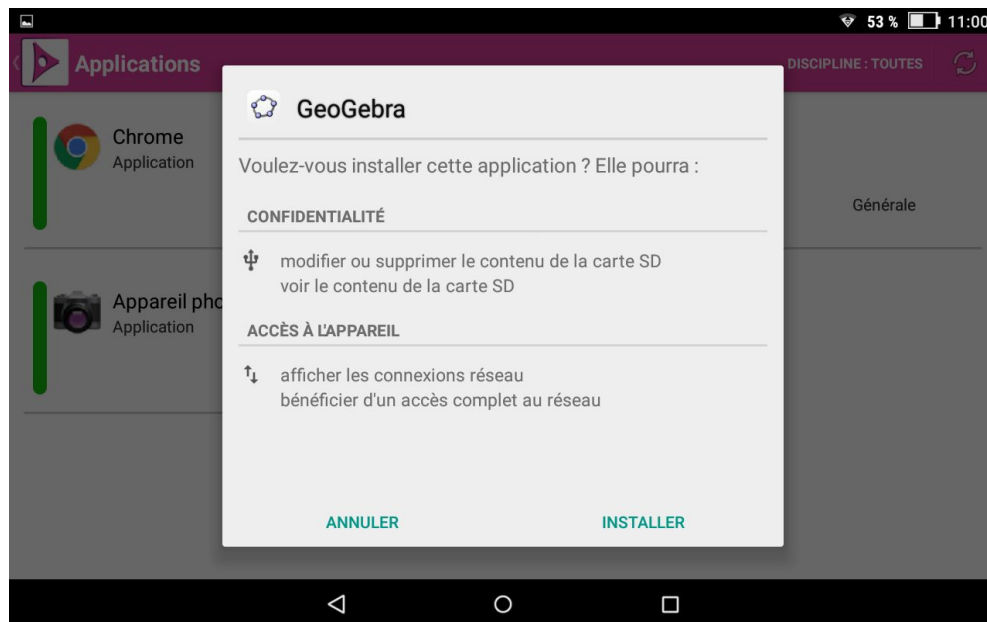 53 % 11:00
Applications
DISCIPLINE : TOUTES
Chrome
Application
Générale
Appareil pho
Application
GeoGebra
Voulez-vous installer cette application ? Elle pourra :
CONFIDENTIALITÉ
modifier ou supprimer le contenu de la carte SD
voir le contenu de la carte SD
ACCÈS À L'APPAREIL
afficher les connexions réseau
bénéficier d'un accès complet au réseau
ANNULER
INSTALLER